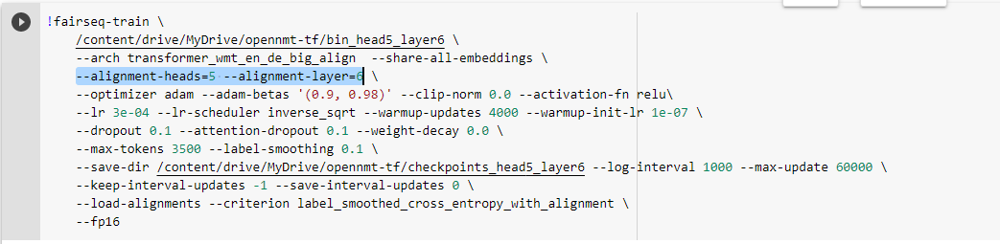 !fairseq-train \
/content/drive/MyDrive/opennmt-tf/bin_head5_layer6 \
--arch transformer_wmt_en_de_big_align  --share-all-embeddings \
--alignment-heads=5 --alignment-layer=6 \
--optimizer adam --adam-betas '(0.9, 0.98)' --clip-norm 0.0 --activation-fn relu\
--lr 3e-04 --lr-scheduler inverse_sqrt --warmup-updates 4000 --warmup-init-lr 1e-07 \
--dropout 0.1 --attention-dropout 0.1 --weight-decay 0.0 \
--max-tokens 3500 --label-smoothing 0.1 \
--save-dir /content/drive/MyDrive/opennmt-tf/checkpoints_head5_layer6 --log-interval 1000 --max-update 60000 \
--keep-interval-updates -1 --save-interval-updates 0 \
--load-alignments --criterion label_smoothed_cross_entropy_with_alignment \
--fp16